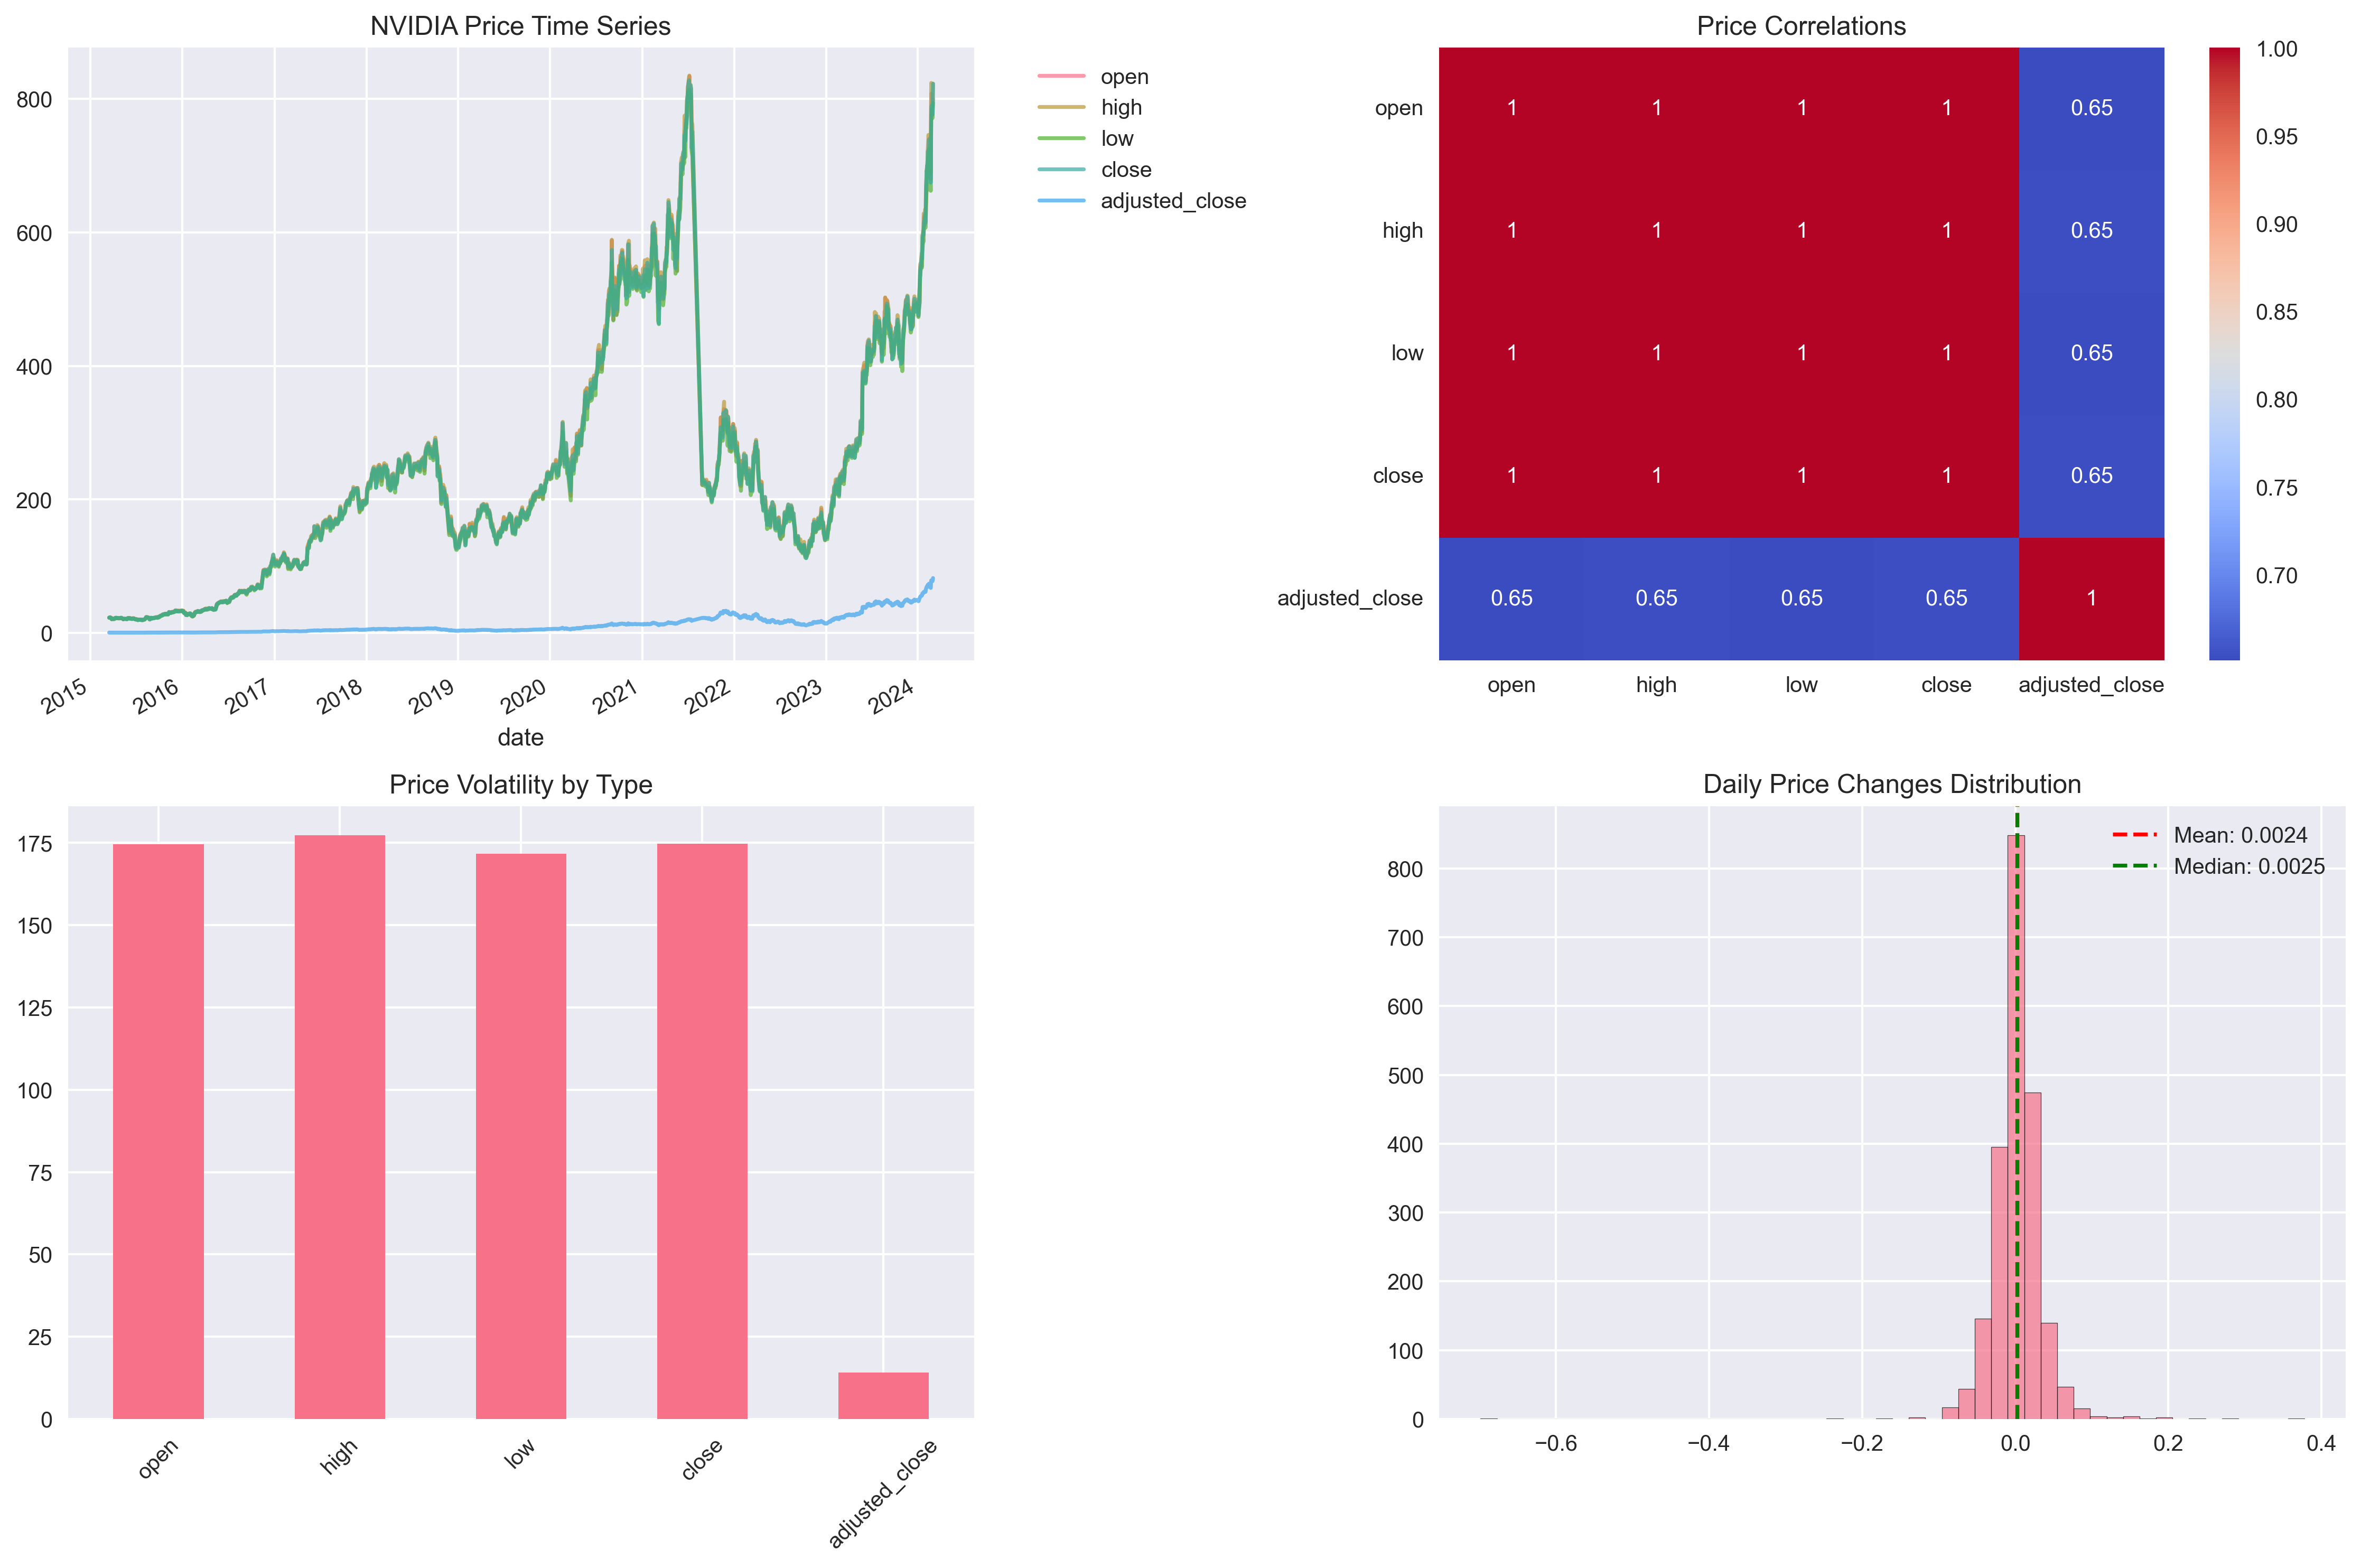 NVIDIA Price Time Series
800
600
400
200
0
2015
2016
2017
2018
2019
2020
2021
2022
2023
2024
date
open
high
low
close
adjusted_close
Price Correlations
open
high
low
close
adjusted_close
1 1 1 1 0.65
1 1 1 1 0.65
1 1 1 1 0.65
1 1 1 1 0.65
0.65 0.65 0.65 0.65 1
open high low close adjusted_close
1.00
0.95
0.90
0.85
0.80
0.75
0.70
Price Volatility by Type
175
150
125
100
75
50
25
0
open
high
low
close
adjusted_close
Daily Price Changes Distribution
Mean: 0.0024
Median: 0.0025
800
700
600
500
400
300
200
100
0
−0.6 −0.4 −0.2 0.0 0.2 0.4